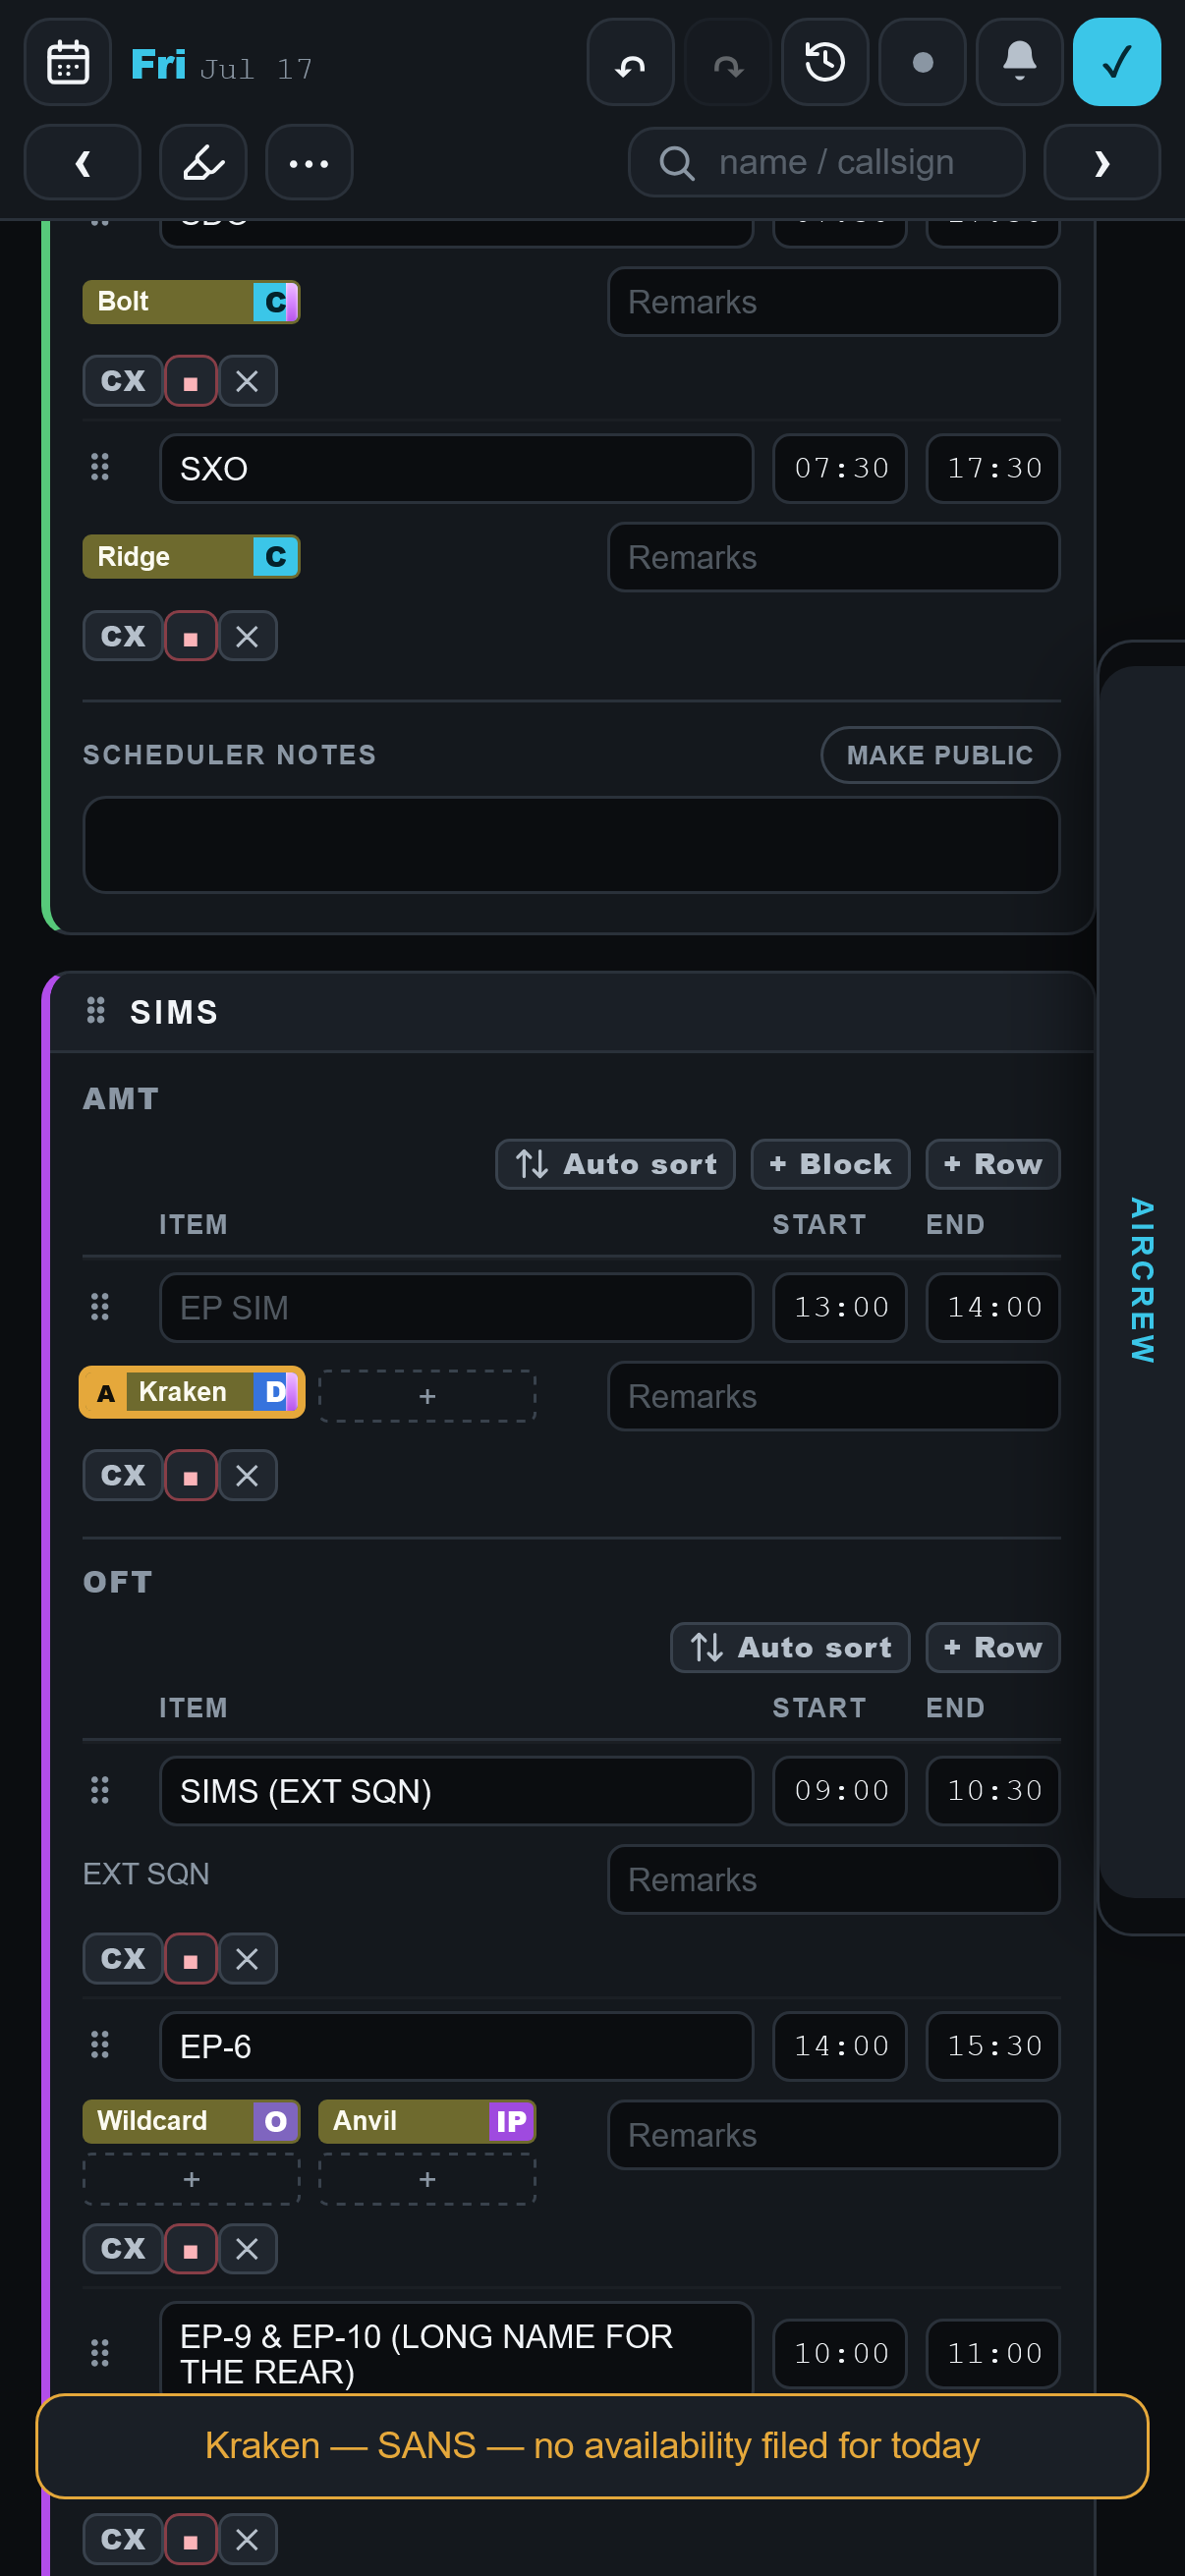 Fri Jul 17
name / callsign
Bolt C
Remarks
CX
SXO 07:30 17:30
Ridge C
Remarks
CX
SCHEDULER NOTES MAKE PUBLIC
SIMS
AMT
Auto sort + Block + Row
ITEM START END
EP SIM 13:00 14:00
A Kraken D + Remarks
CX
AIRCREW
OFT
Auto sort + Row
ITEM START END
SIMS (EXT SQN) 09:00 10:30
EXT SQN Remarks
CX
EP-6 14:00 15:30
Wildcard O Anvil IP Remarks
+ +
CX
EP-9 & EP-10 (LONG NAME FOR
THE REAR) 10:00 11:00
Kraken — SANS — no availability filed for today
CX